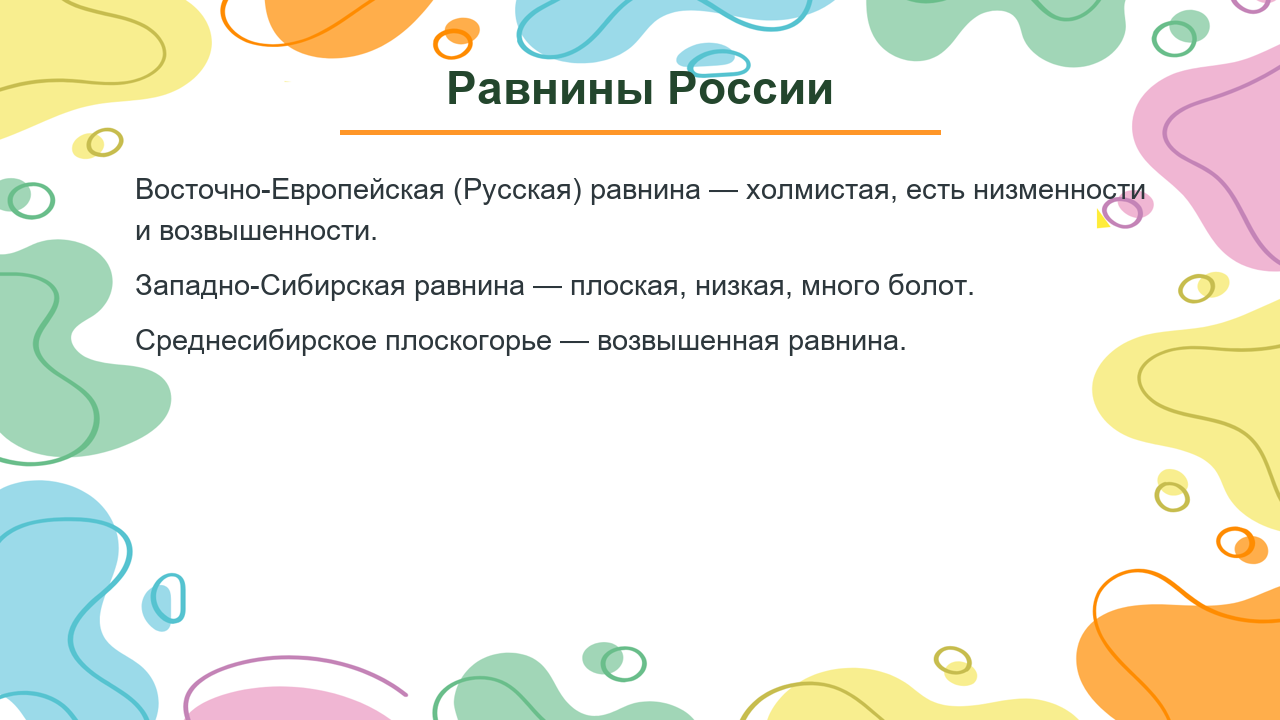 Равнины России
Восточно-Европейская (Русская) равнина — холмистая, есть низменности
и возвышенности.
Западно-Сибирская равнина — плоская, низкая, много болот.
Среднесибирское плоскогорье — возвышенная равнина.